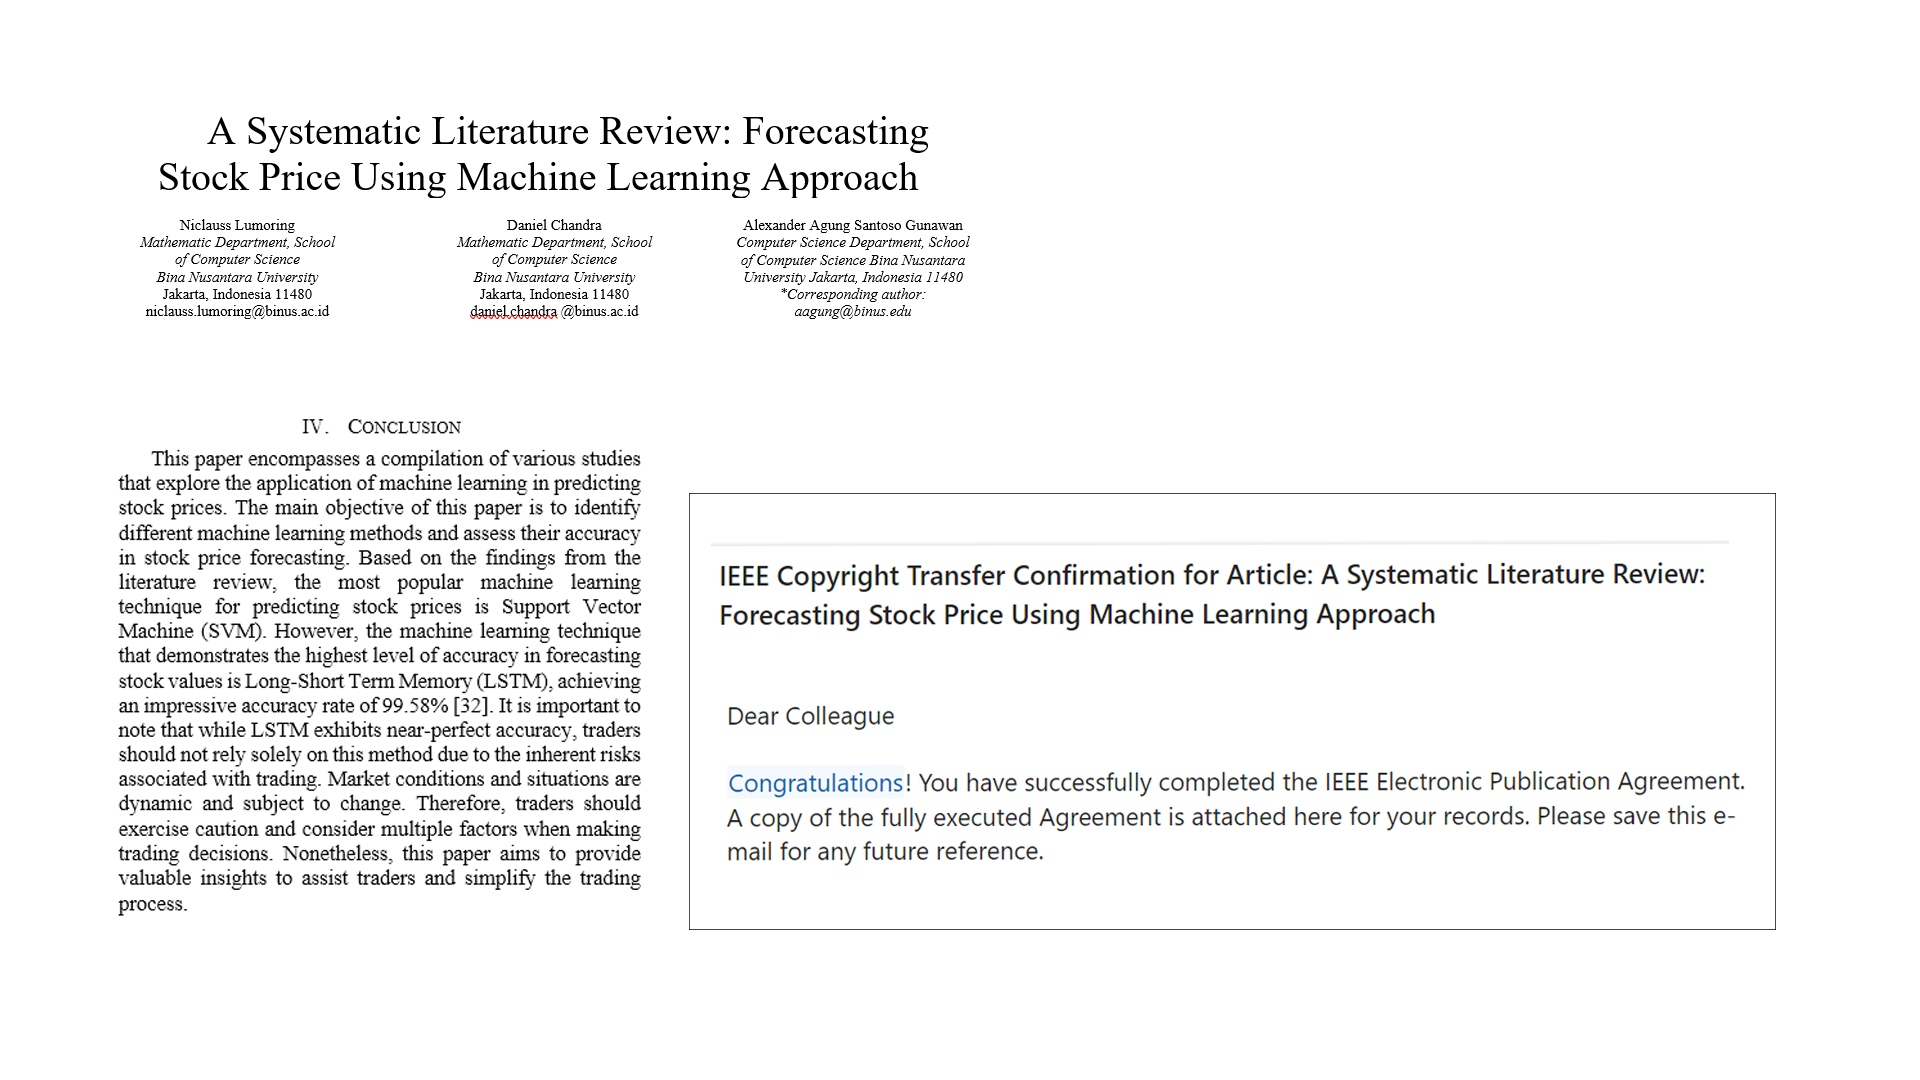 A Systematic Literature Review: Forecasting
Stock Price Using Machine Learning Approach
Niclauss Lumoring
Mathematic Department, School
of Computer Science
Bina Nusantara University
Jakarta, Indonesia 11480
niclauss.lumoring@binus.ac.id
Daniel Chandra
Mathematic Department, School
of Computer Science
Bina Nusantara University
Jakarta, Indonesia 11480
daniel.chandra @binus.ac.id
Alexander Agung Santoso Gunawan
Computer Science Department, School
of Computer Science Bina Nusantara
University Jakarta, Indonesia 11480
*Corresponding author:
aagung@binus.edu
IV. CONCLUSION
This paper encompasses a compilation of various studies
that explore the application of machine learning in predicting
stock prices. The main objective of this paper is to identify
different machine learning methods and assess their accuracy
in stock price forecasting. Based on the findings from the
literature review, the most popular machine learning
technique for predicting stock prices is Support Vector
Machine (SVM). However, the machine learning technique
that demonstrates the highest level of accuracy in forecasting
stock values is Long-Short Term Memory (LSTM), achieving
an impressive accuracy rate of 99.58% [32]. It is important to
note that while LSTM exhibits near-perfect accuracy, traders
should not rely solely on this method due to the inherent risks
associated with trading. Market conditions and situations are
dynamic and subject to change. Therefore, traders should
exercise caution and consider multiple factors when making
trading decisions. Nonetheless, this paper aims to provide
valuable insights to assist traders and simplify the trading
process.
IEEE Copyright Transfer Confirmation for Article: A Systematic Literature Review:
Forecasting Stock Price Using Machine Learning Approach
Dear Colleague
Congratulations! You have successfully completed the IEEE Electronic Publication Agreement.
A copy of the fully executed Agreement is attached here for your records. Please save this e-
mail for any future reference.